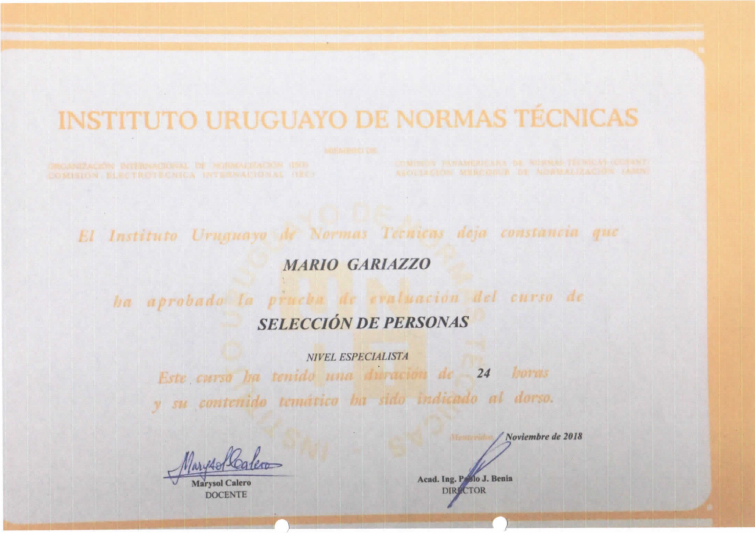 INSTITUTO URUGUAYO DE NORMAS TÉCNICAS
MIEMBRO DE
ORGANIZACIÓN INTERNACIONAL DE NORMALIZACIÓN (ISO)
COMISIÓN ELECTROTÉCNICA INTERNACIONAL (IEC)
COMISIÓN PANAMERICANA DE NORMAS TÉCNICAS (COPANT)
ASOCIACIÓN MERCOSUR DE NORMALIZACIÓN (AMN)
El Instituto Uruguayo de Normas Técnicas deja constancia que
MARIO GARIAZZO
ha aprobado la prueba de evaluación del curso de
SELECCIÓN DE PERSONAS
NIVEL ESPECIALISTA
Este curso ha tenido una duración de 24 horas
y su contenido temático ha sido indicado al dorso.
Montevideo, Noviembre de 2018
Marysol Calero
Marysol Calero
DOCENTE
Acad. Ing. Pablo J. Benia
DIRECTOR
INSTITUTO URUGUAYO DE NORMAS TECNICAS